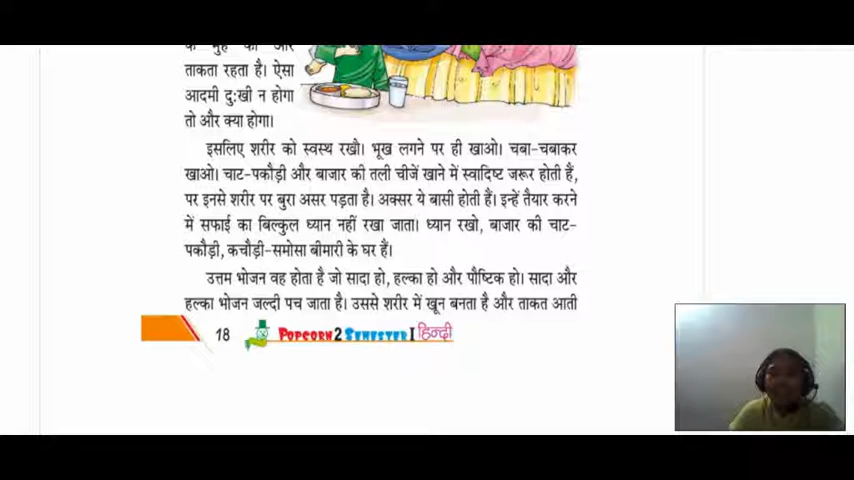 के मुँह को और
ताकता रहता है। ऐसा
आदमी दुःखी न होगा
तो और क्या होगा।
इसलिए शरीर को स्वस्थ रखौ। भूख लगने पर ही खाओ। चबा-चबाकर
खाओ। चाट-पकौड़ी और बाजार की तली चीजें खाने में स्वादिष्ट जरूर होती हैं,
पर इनसे शरीर पर बुरा असर पड़ता है। अक्सर ये बासी होती हैं। इन्हें तैयार करने
में सफाई का बिल्कुल ध्यान नहीं रखा जाता। ध्यान रखो, बाजार की चाट-
पकौड़ी, कचौड़ी-समोसा बीमारी के घर हैं।
उत्तम भोजन वह होता है जो सादा हो, हल्का हो और पौष्टिक हो। सादा और
हल्का भोजन जल्दी पच जाता है। उससे शरीर में खून बनता है और ताकत आती
18 POPCORN 2 SEMESTER I हिन्दी